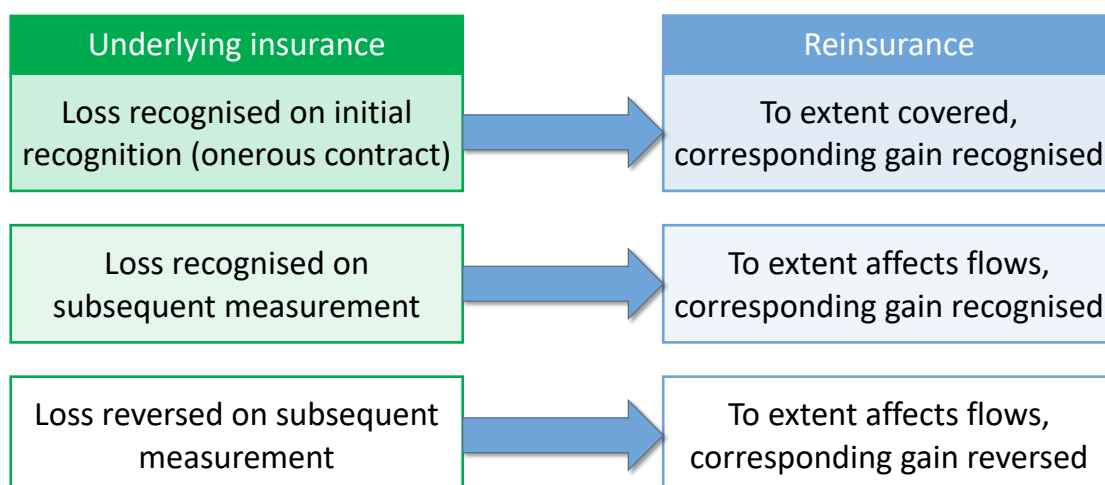 Underlying insurance
Reinsurance
Loss recognised on initial
recognition (onerous contract)
To extent covered,
corresponding gain recognised
Loss recognised on
subsequent measurement
To extent affects flows,
corresponding gain recognised
Loss reversed on subsequent
measurement
To extent affects flows,
corresponding gain reversed